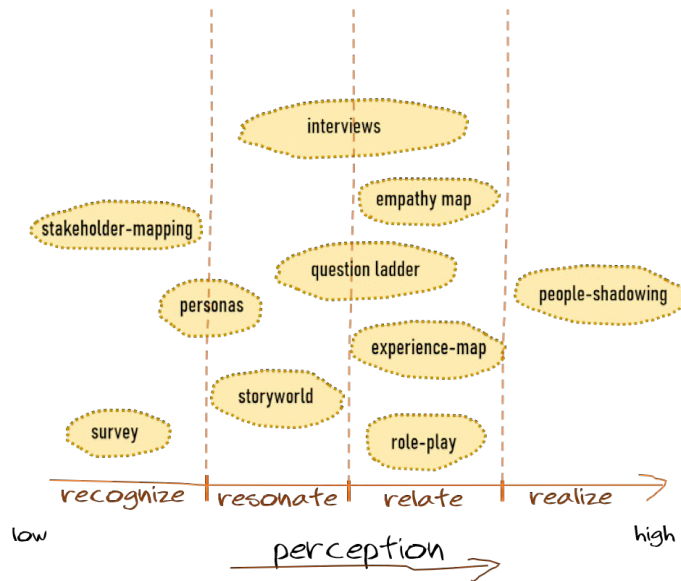 interviews
empathy map
stakeholder-mapping
question ladder
people-shadowing
personas
experience-map
storyworld
survey
role-play
recognize resonate relate realize
low high
perception